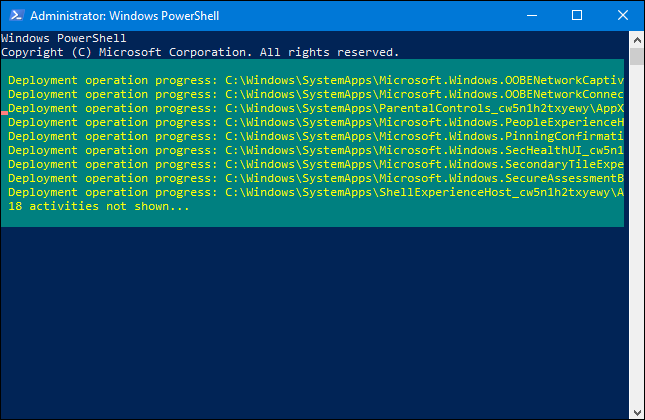 Administrator: Windows PowerShell
Windows PowerShell
Copyright (C) Microsoft Corporation. All rights reserved.
Deployment operation progress: C:\Windows\SystemApps\Microsoft.Windows.OOBENetworkCaptiv
Deployment operation progress: C:\Windows\SystemApps\Microsoft.Windows.OOBENetworkConnec
Deployment operation progress: C:\Windows\SystemApps\ParentalControls_cw5n1h2txyewy\AppX
Deployment operation progress: C:\Windows\SystemApps\Microsoft.Windows.PeopleExperienceH
Deployment operation progress: C:\Windows\SystemApps\Microsoft.Windows.PinningConfirmati
Deployment operation progress: C:\Windows\SystemApps\Microsoft.Windows.SecHealthUI_cw5n1
Deployment operation progress: C:\Windows\SystemApps\Microsoft.Windows.SecondaryTileExpe
Deployment operation progress: C:\Windows\SystemApps\Microsoft.Windows.SecureAssessmentB
Deployment operation progress: C:\Windows\SystemApps\ShellExperienceHost_cw5n1h2txyewy\A
18 activities not shown...